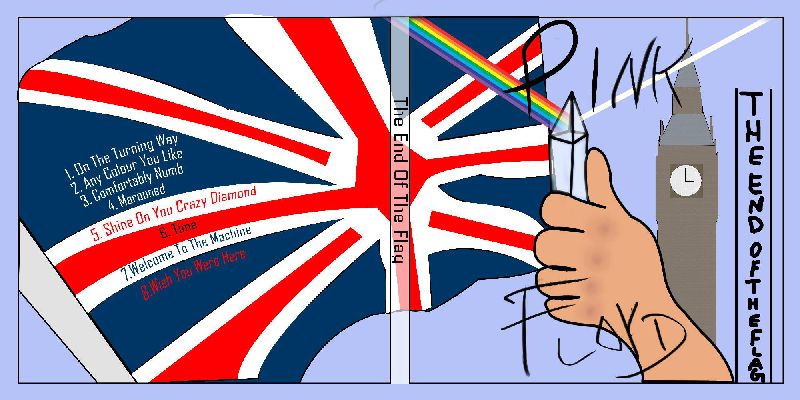 1. On The Turning Way
2. Any Colour You Like
3. Comfortably Numb
4. Marooned
5. Shine On You Crazy Diamond
6. Time
7.Welcome To The Machine
8.Wish You Were Here
The End Of The Flag
PINK
FLOYD
THE END OF THE FLAG